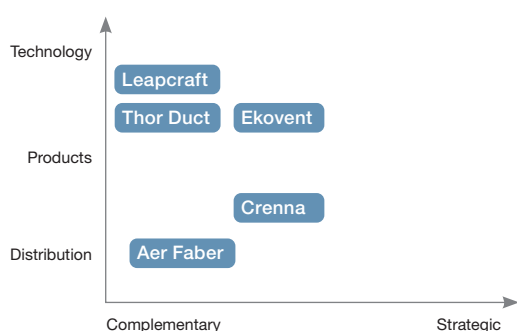 Technology
Leapcraft
Thor Duct Ekovent
Products
Crenna
Distribution
Aer Faber
Complementary Strategic